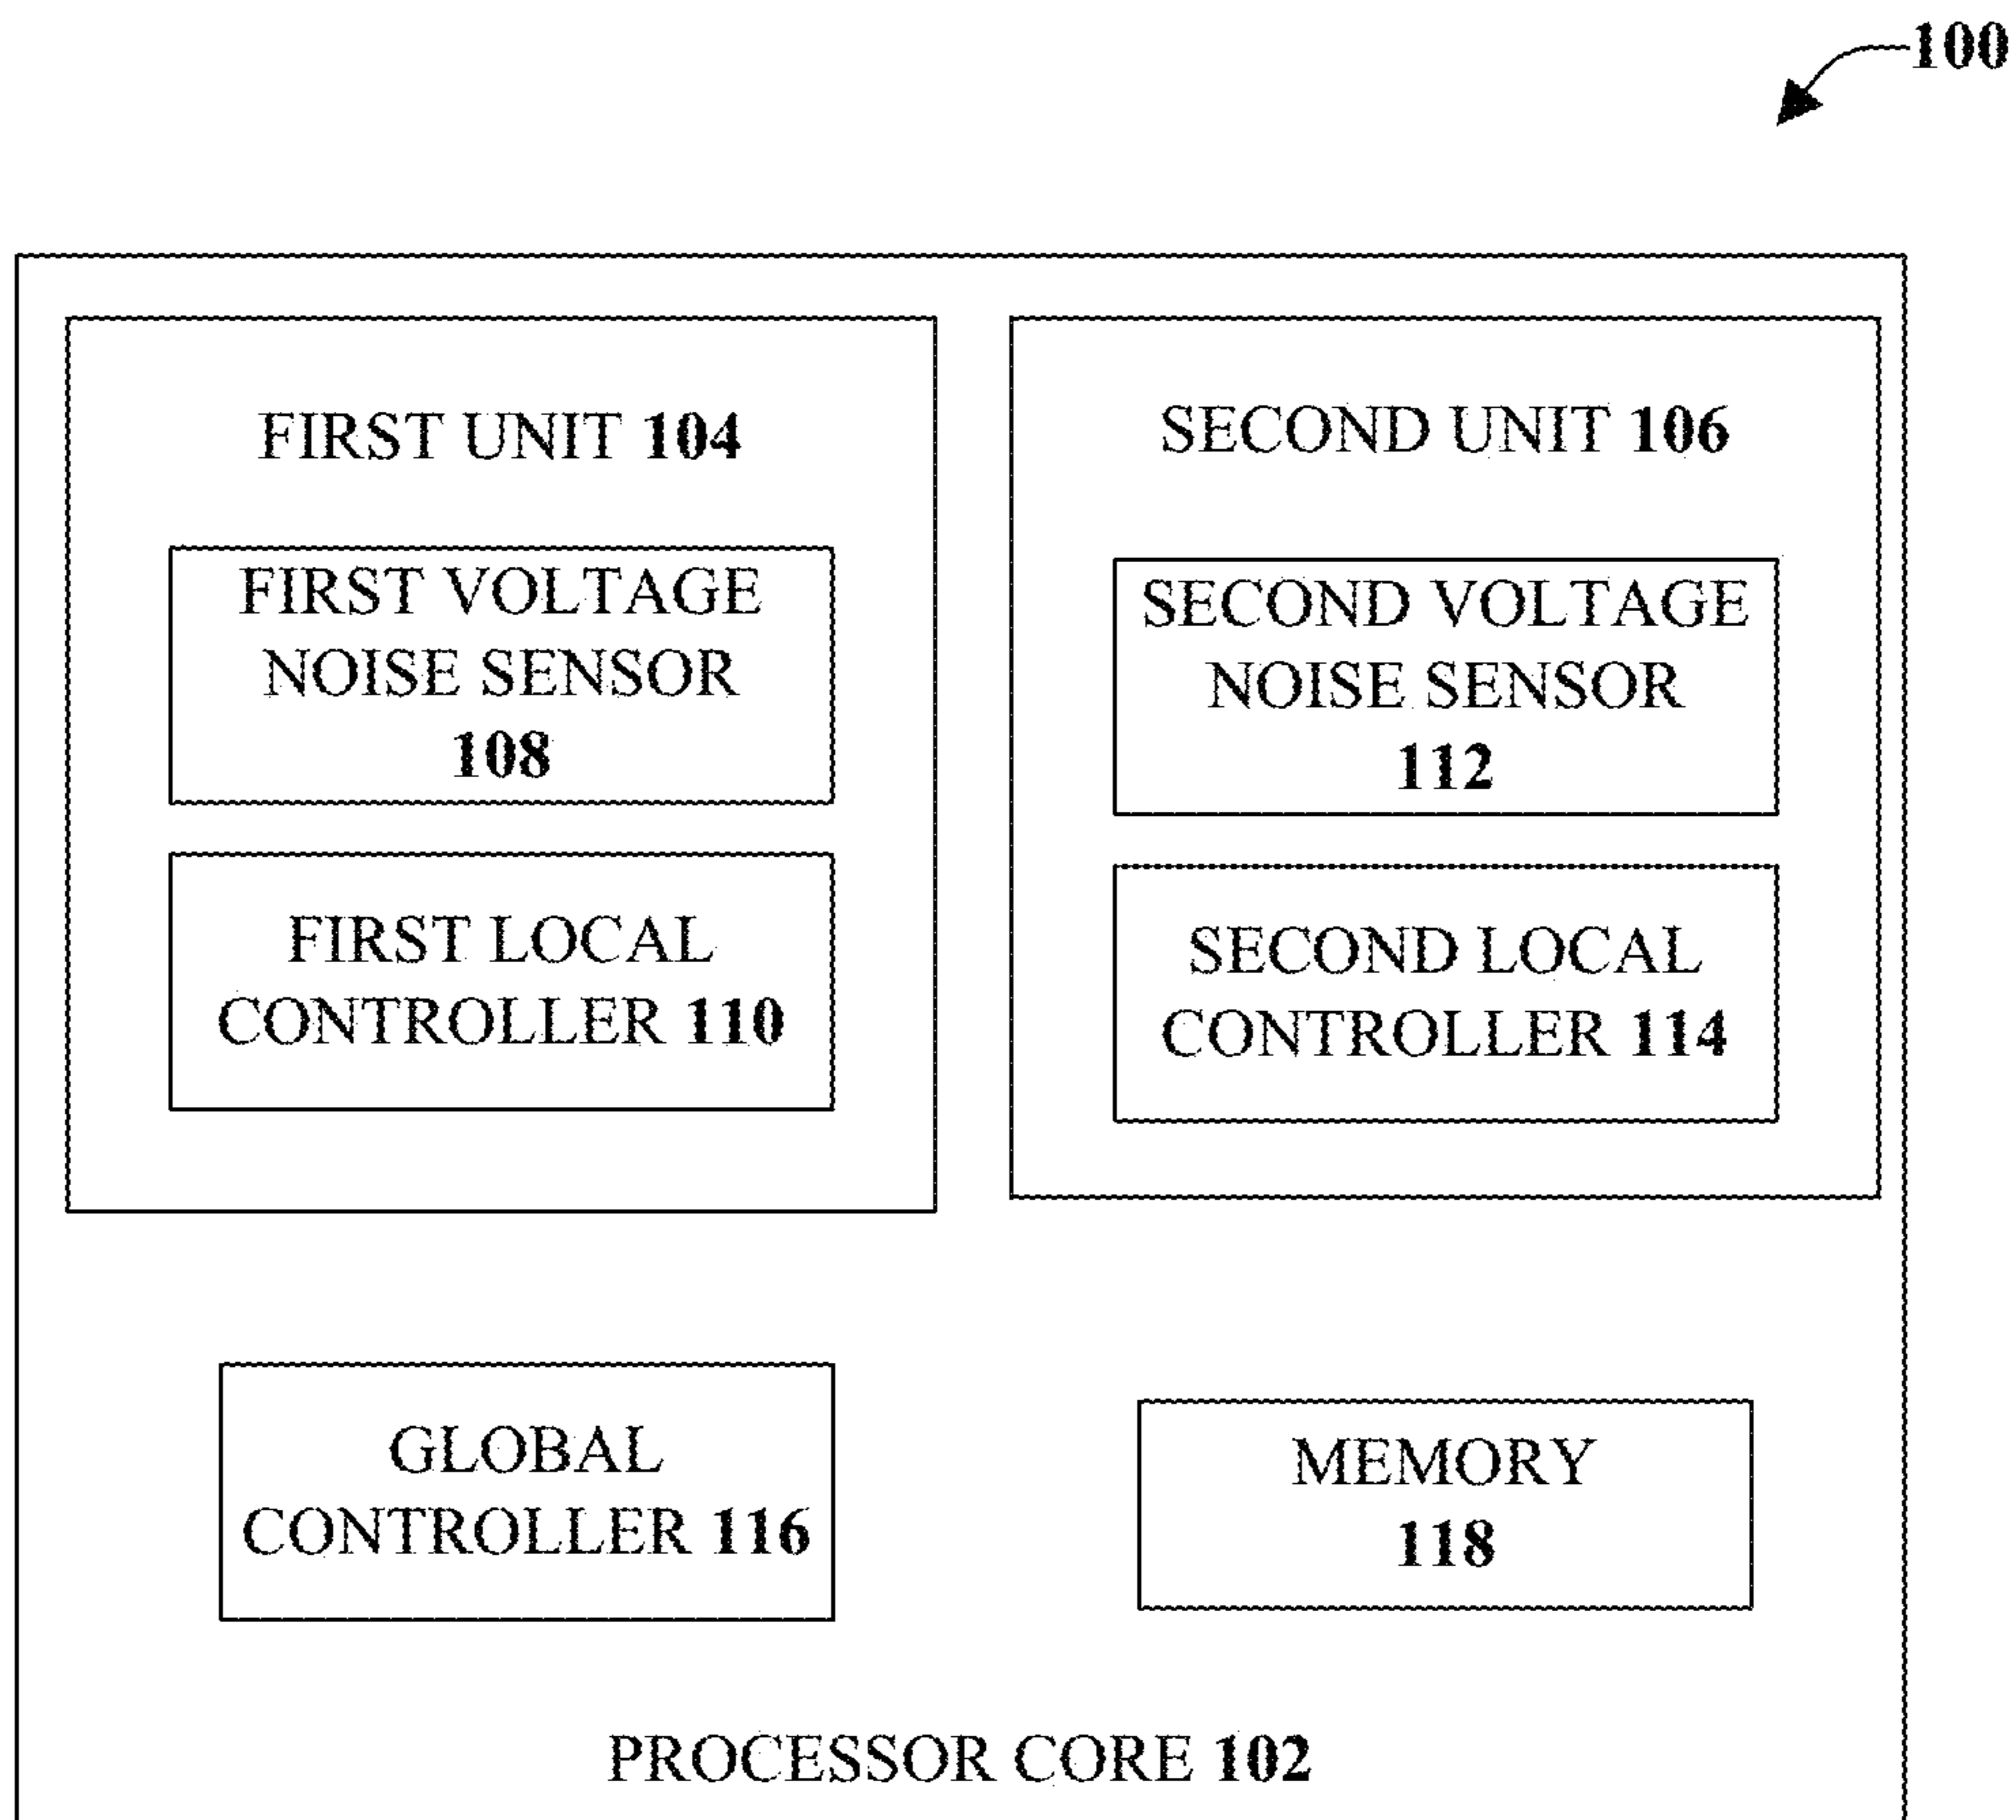 100
FIRST UNIT 104
FIRST VOLTAGE
NOISE SENSOR
108
FIRST LOCAL
CONTROLLER 110
SECOND UNIT 106
SECOND VOLTAGE
NOISE SENSOR
112
SECOND LOCAL
CONTROLLER 114
GLOBAL
CONTROLLER 116
MEMORY
118
PROCESSOR CORE 102